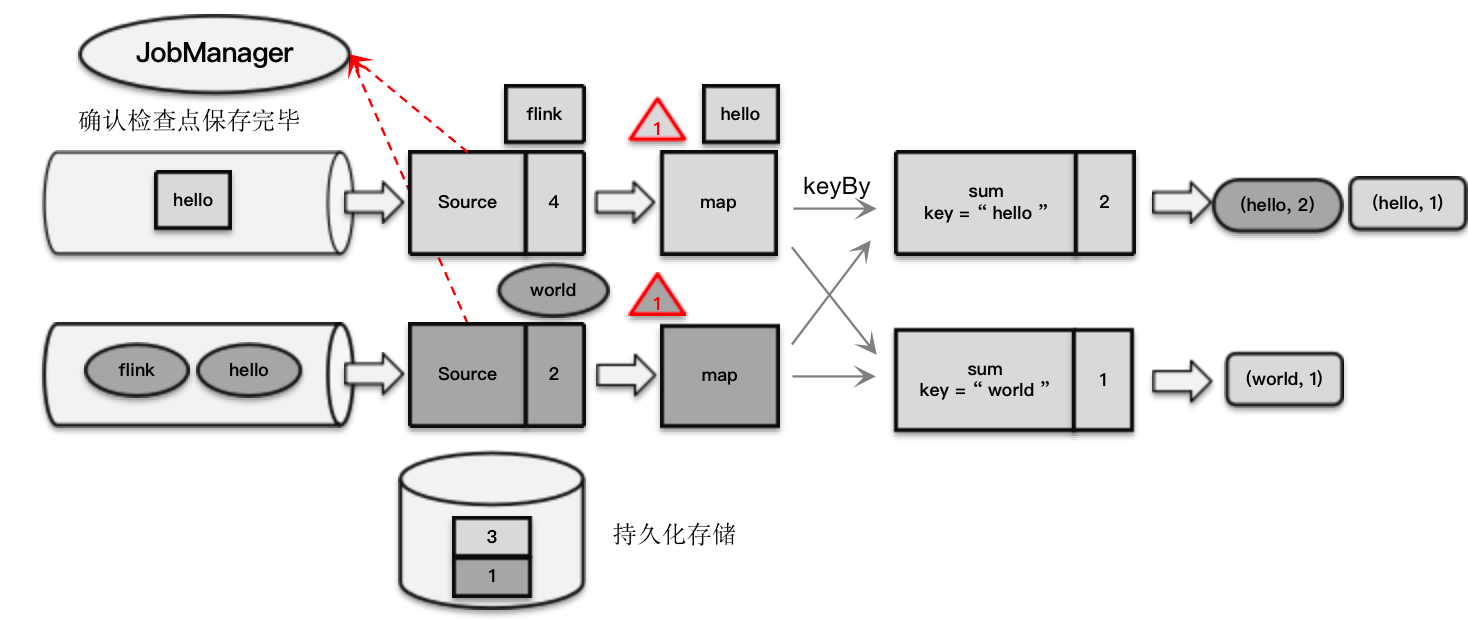 JobManager
确认检查点保存完毕
flink
1
hello
hello
Source
4
map
keyBy
sum
key = “ hello ”
2
(hello, 2)
(hello, 1)
world
1
flink
hello
Source
2
map
sum
key = “ world ”
1
(world, 1)
3
1
持久化存储